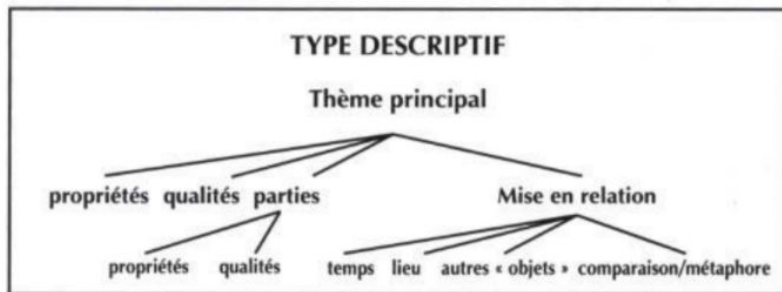 TYPE DESCRIPTIF
Thème principal
propriétés qualités parties Mise en relation
propriétés qualités temps lieu autres « objets » comparaison/métaphore